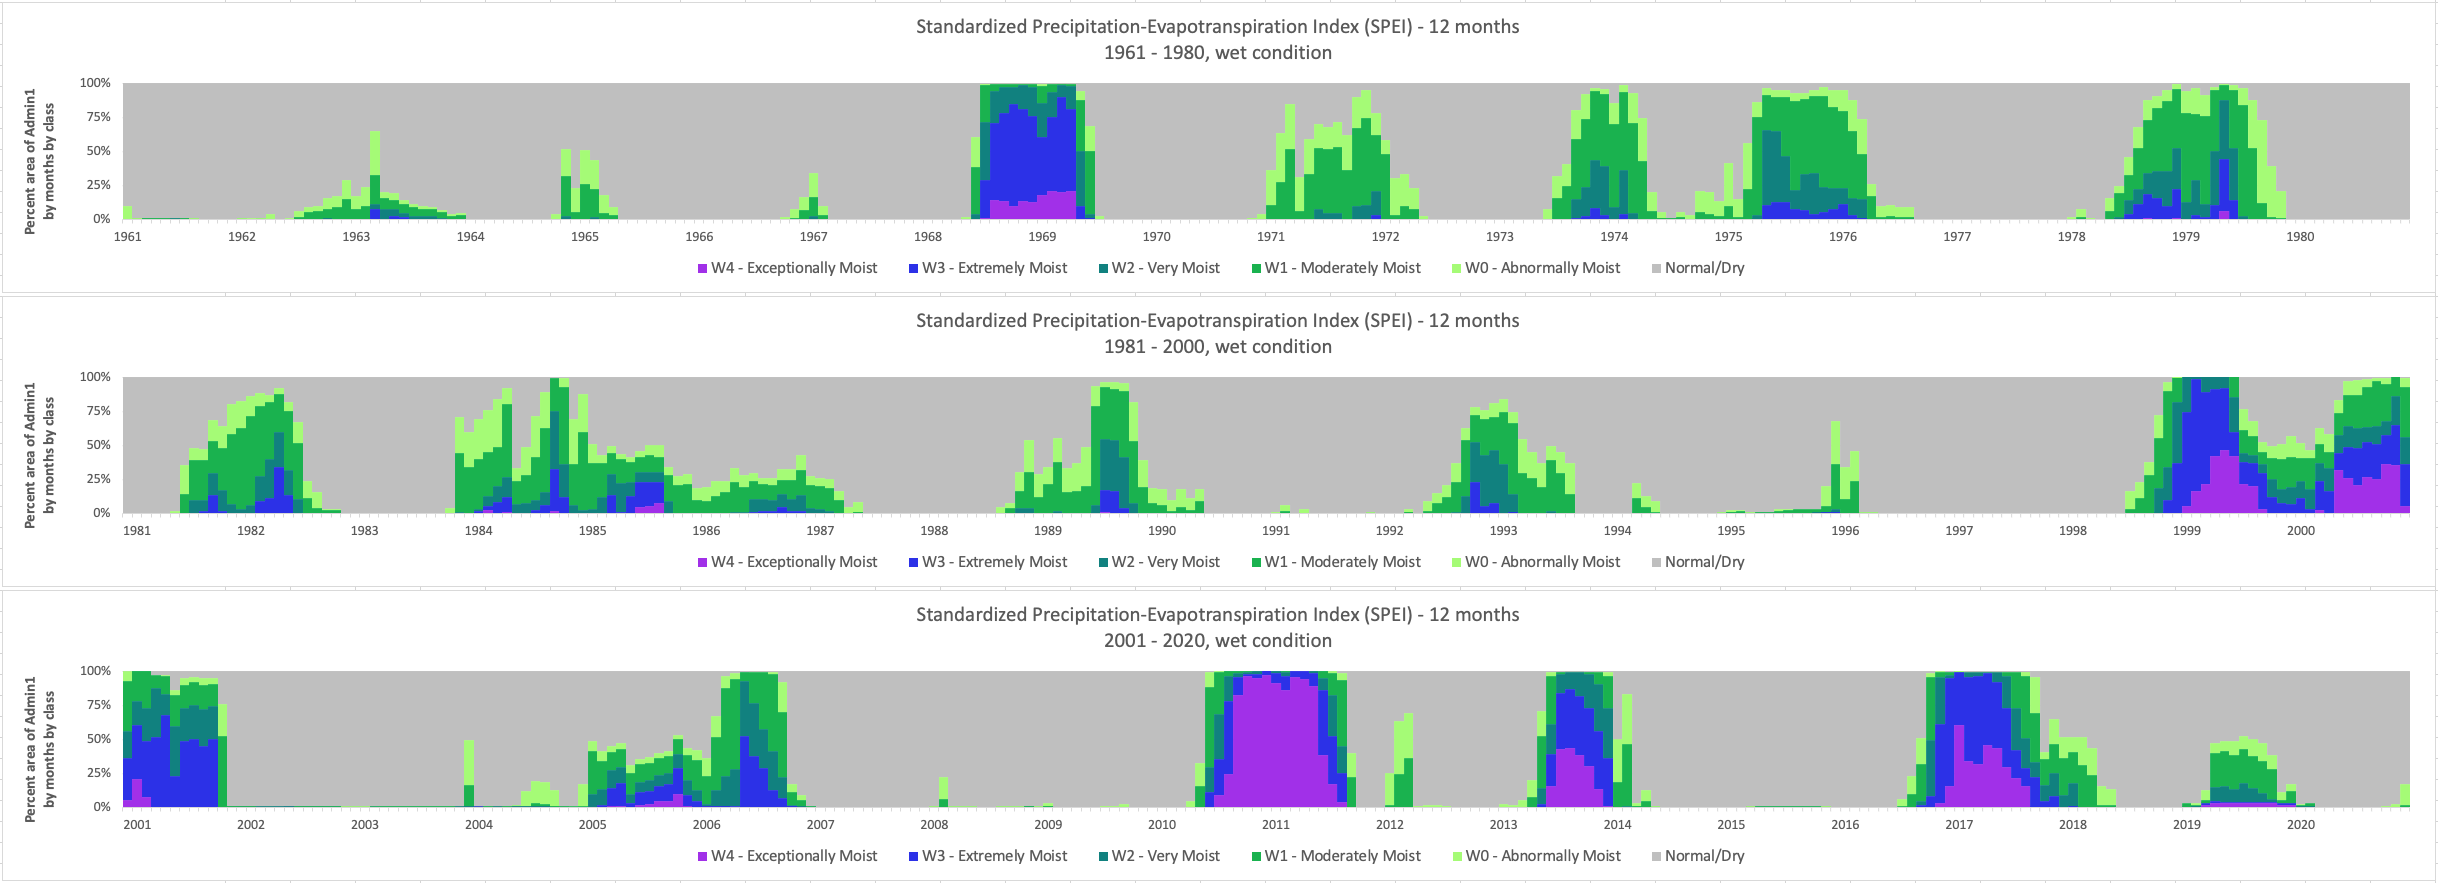 Standardized Precipitation-Evapotranspiration Index (SPEI) - 12 months
1961 - 1980, wet condition
Percent area of Admin1
by months by class
100%
75%
50%
25%
0%
1961 1962 1963 1964 1965 1966 1967 1968 1969 1970 1971 1972 1973 1974 1975 1976 1977 1978 1979 1980
W4 - Exceptionally Moist W3 - Extremely Moist W2 - Very Moist W1 - Moderately Moist W0 - Abnormally Moist Normal/Dry
Standardized Precipitation-Evapotranspiration Index (SPEI) - 12 months
1981 - 2000, wet condition
Percent area of Admin1
by months by class
100%
75%
50%
25%
0%
1981 1982 1983 1984 1985 1986 1987 1988 1989 1990 1991 1992 1993 1994 1995 1996 1997 1998 1999 2000
W4 - Exceptionally Moist W3 - Extremely Moist W2 - Very Moist W1 - Moderately Moist W0 - Abnormally Moist Normal/Dry
Standardized Precipitation-Evapotranspiration Index (SPEI) - 12 months
2001 - 2020, wet condition
Percent area of Admin1
by months by class
100%
75%
50%
25%
0%
2001 2002 2003 2004 2005 2006 2007 2008 2009 2010 2011 2012 2013 2014 2015 2016 2017 2018 2019 2020
W4 - Exceptionally Moist W3 - Extremely Moist W2 - Very Moist W1 - Moderately Moist W0 - Abnormally Moist Normal/Dry